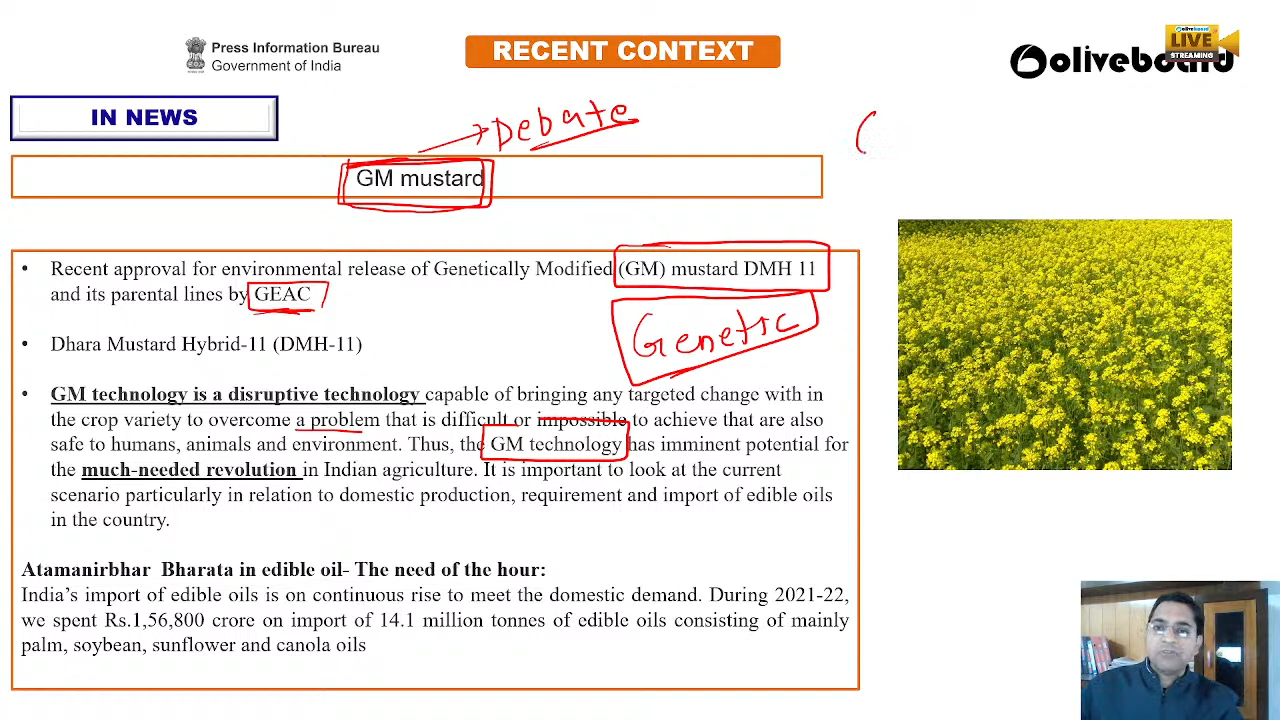 Press Information Bureau
Government of India
RECENT CONTEXT
LIVE
STREAMING
oliveboard
IN NEWS
Debate
GM mustard
• Recent approval for environmental release of Genetically Modified (GM) mustard DMH 11
and its parental lines by GEAC
Genetic
• Dhara Mustard Hybrid-11 (DMH-11)
• GM technology is a disruptive technology capable of bringing any targeted change with in
the crop variety to overcome a problem that is difficult or impossible to achieve that are also
safe to humans, animals and environment. Thus, the GM technology has imminent potential for
the much-needed revolution in Indian agriculture. It is important to look at the current
scenario particularly in relation to domestic production, requirement and import of edible oils
in the country.
Atamanirbhar Bharata in edible oil- The need of the hour:
India's import of edible oils is on continuous rise to meet the domestic demand. During 2021-22,
we spent Rs.1,56,800 crore on import of 14.1 million tonnes of edible oils consisting of mainly
palm, soybean, sunflower and canola oils